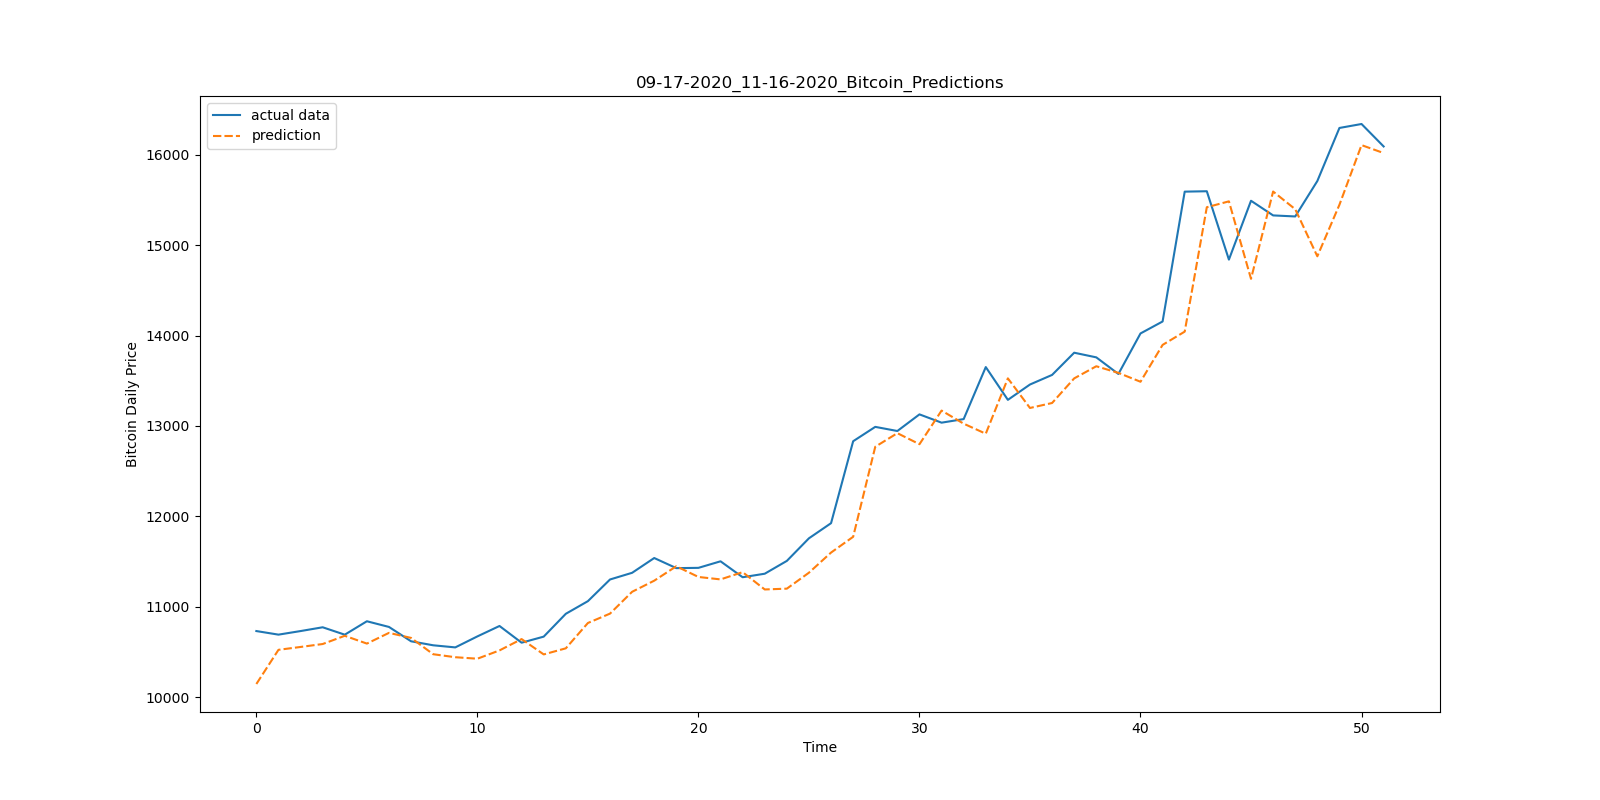 09-17-2020_11-16-2020_Bitcoin_Predictions
actual data
prediction
16000
15000
14000
13000
12000
11000
10000
Bitcoin Daily Price
0 10 20 30 40 50
Time